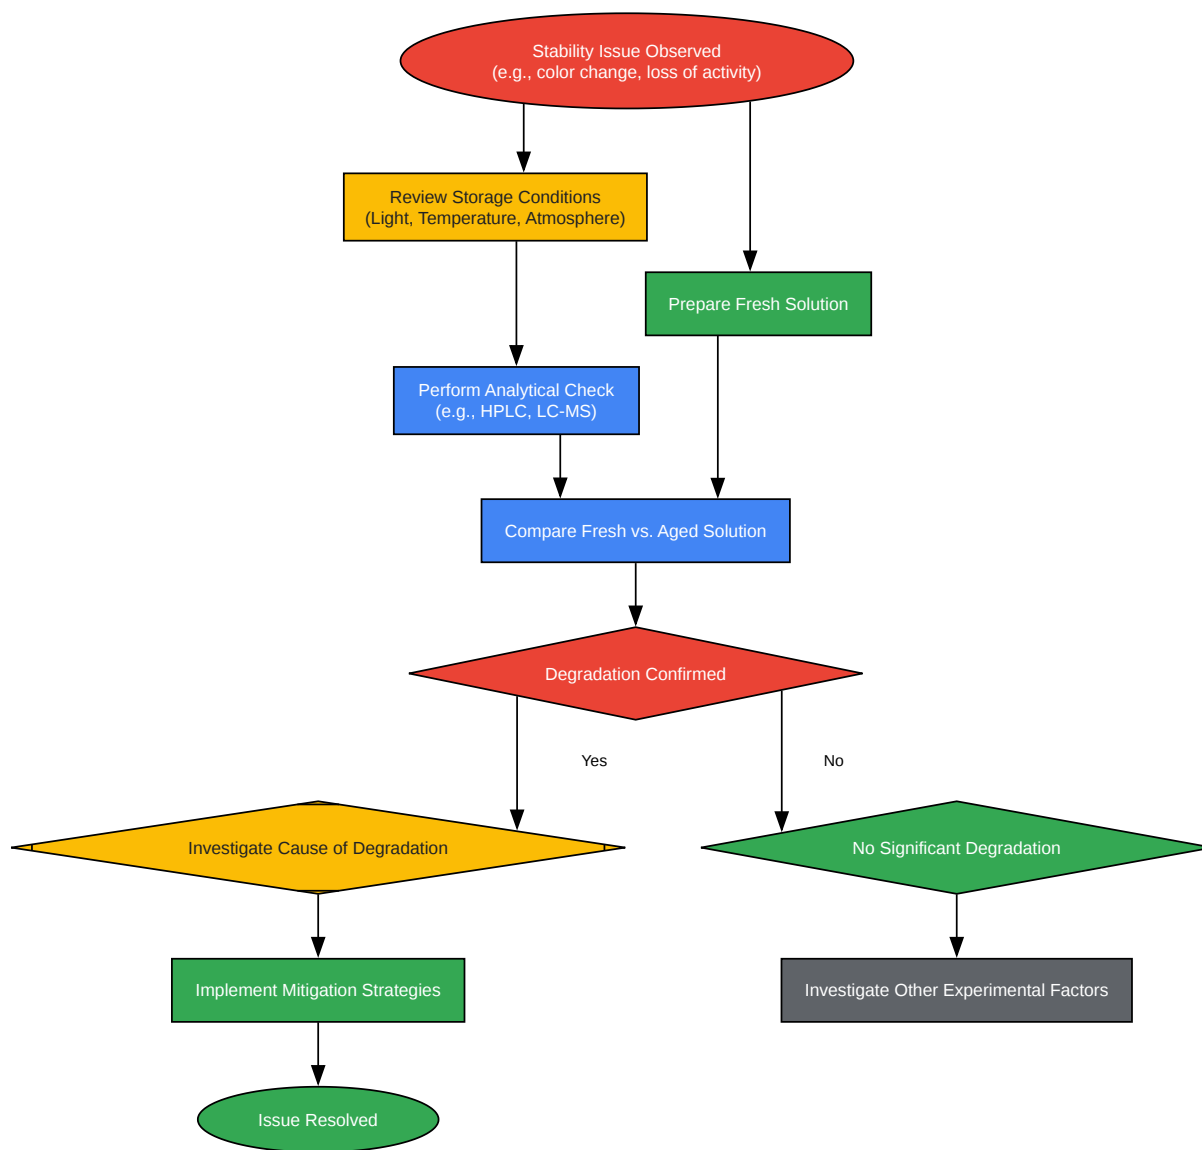 Stability Issue Observed
(e.g., color change, loss of activity)
Review Storage Conditions
(Light, Temperature, Atmosphere)
Prepare Fresh Solution
Perform Analytical Check
(e.g., HPLC, LC-MS)
Compare Fresh vs. Aged Solution
Degradation Confirmed
Yes
No
Investigate Cause of Degradation
No Significant Degradation
Implement Mitigation Strategies
Investigate Other Experimental Factors
Issue Resolved